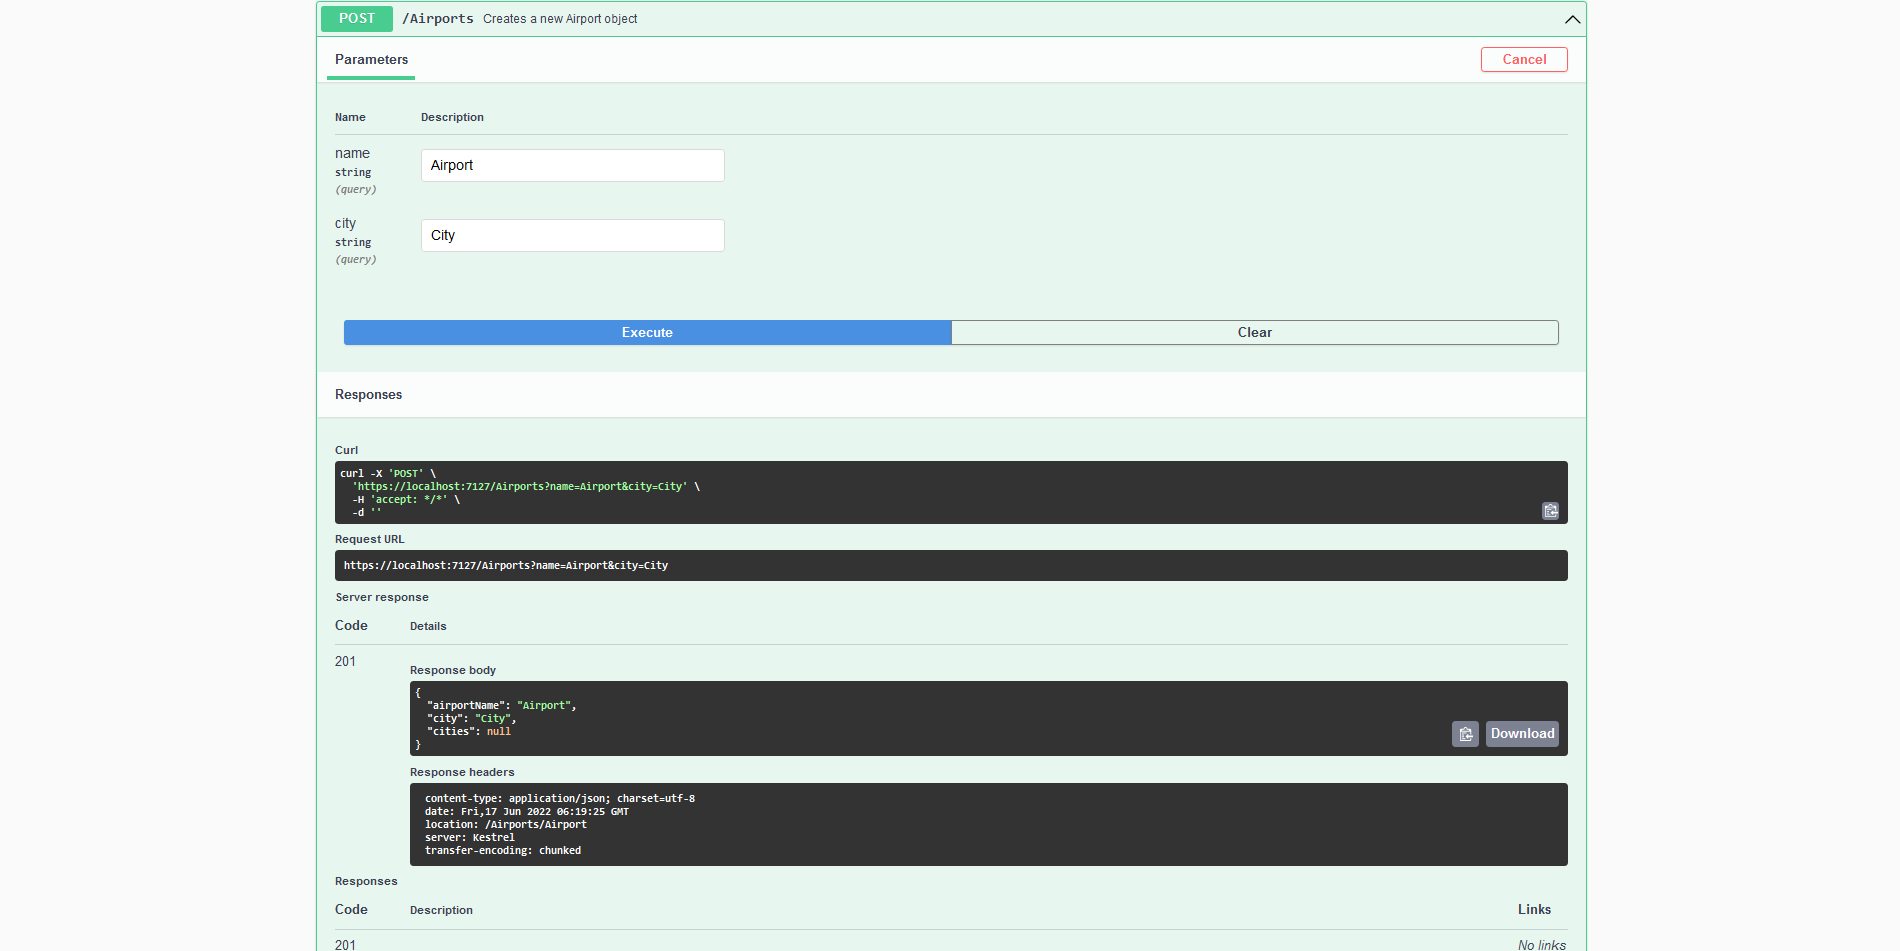 POST /Airports Creates a new Airport object
Parameters
Cancel
Name Description
name
string
(query)
Airport
city
string
(query)
City
Execute Clear
Responses
Curl
curl -X 'POST' \
'https://localhost:7127/Airports?name=Airport&city=City' \
-H 'accept: */*' \
-d ''
Request URL
https://localhost:7127/Airports?name=Airport&city=City
Server response
Code Details
201
Response body
{
"airportName": "Airport",
"city": "City",
"cities": null
}
Download
Response headers
content-type: application/json; charset=utf-8
date: Fri,17 Jun 2022 06:19:25 GMT
location: /Airports/Airport
server: Kestrel
transfer-encoding: chunked
Responses
Code Description Links
201 No links